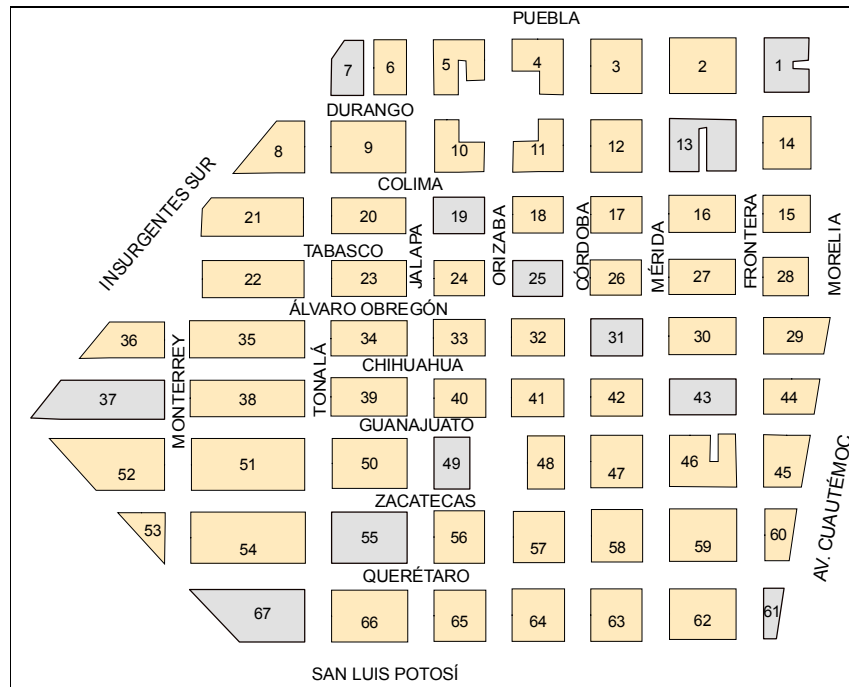 PUEBLA
7 6 5 4 3 2 1
DURANGO
8 9 10 11 12 13 14
COLIMA
INSURGENTES SUR
21 20 19 18 17 16 15
JALAPA
ORIZABA
CÓRDOBA
MÉRIDA
FRONTERA
MORELIA
TABASCO
22 23 24 25 26 27 28
ÁLVARO OBREGÓN
36 35 34 33 32 31 30 29
MONTERREY
TONALÁ
CHIHUAHUA
37 38 39 40 41 42 43 44
GUANAJUATO
52 51 50 49 48 47 46 45
AV. CUAUTÉMOC
ZACATECAS
53 54 55 56 57 58 59 60
QUERÉTARO
67 66 65 64 63 62 61
SAN LUIS POTOSÍ